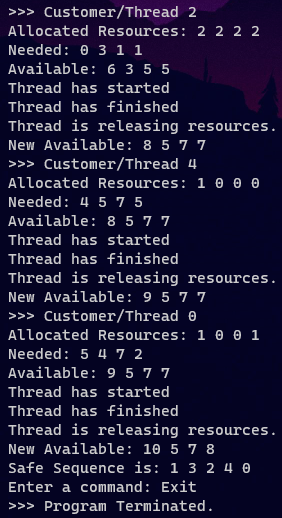 >>> Customer/Thread 2
Allocated Resources: 2 2 2 2
Needed: 0 3 1 1
Available: 6 3 5 5
Thread has started
Thread has finished
Thread is releasing resources.
New Available: 8 5 7 7
>>> Customer/Thread 4
Allocated Resources: 1 0 0 0
Needed: 4 5 7 5
Available: 8 5 7 7
Thread has started
Thread has finished
Thread is releasing resources.
New Available: 9 5 7 7
>>> Customer/Thread 0
Allocated Resources: 1 0 0 1
Needed: 5 4 7 2
Available: 9 5 7 7
Thread has started
Thread has finished
Thread is releasing resources.
New Available: 10 5 7 8
Safe Sequence is: 1 3 2 4 0
Enter a command: Exit
>>> Program Terminated.